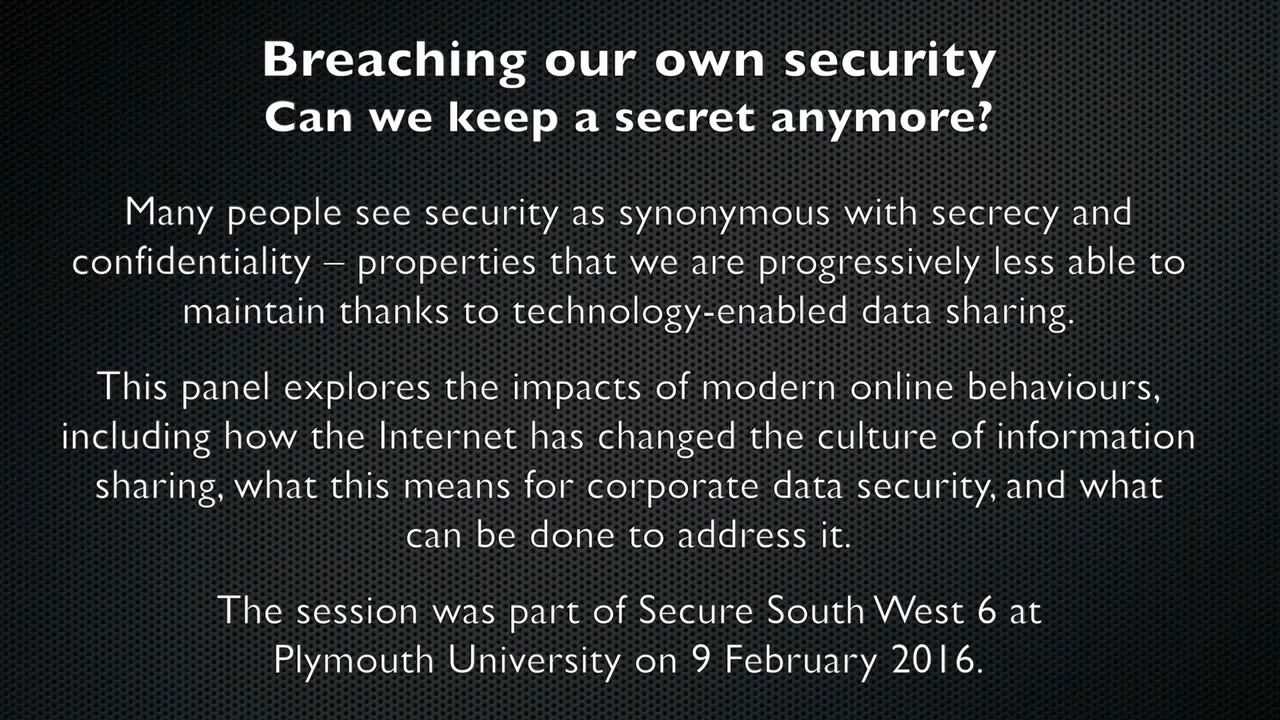 Breaching our own security
Can we keep a secret anymore?
Many people see security as synonymous with secrecy and
confidentiality – properties that we are progressively less able to
maintain thanks to technology-enabled data sharing.
This panel explores the impacts of modern online behaviours,
including how the Internet has changed the culture of information
sharing, what this means for corporate data security, and what
can be done to address it.
The session was part of Secure South West 6 at
Plymouth University on 9 February 2016.